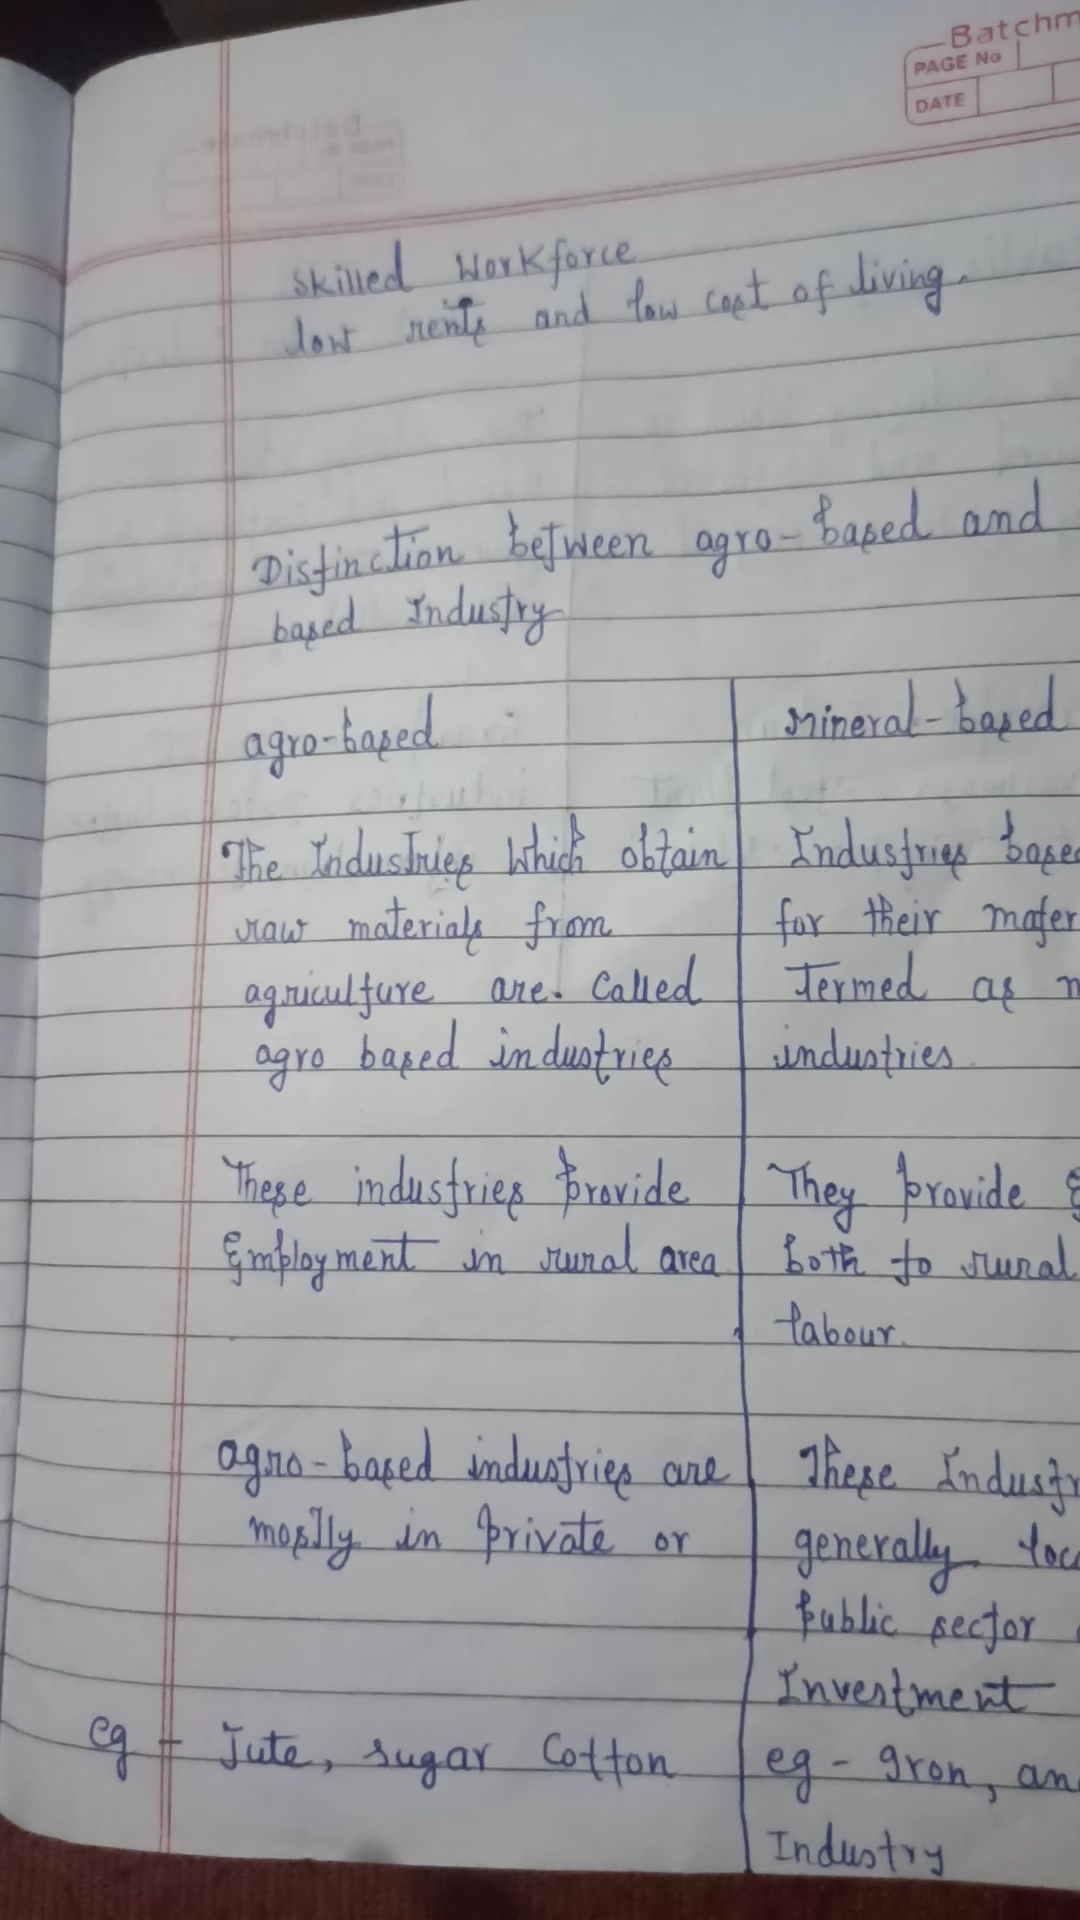 Batchm
PAGE No
DATE
skilled workforce
low rents and low cost of living.
Distinction between agro-based and
based Industry
agro-based
The Industries which obtain
raw materials from
agriculture are. Called
agro based industries
These industries provide
Employment in rural area
agro-based industries are
mostly in private or
eg - Jute, sugar Cotton
Mineral-based
Industries base
for their mater
Termed as m
industries.
They provide E
both to rural
labour.
These Industr
generally loca
public sector
Investment
eg - Iron, an
Industry